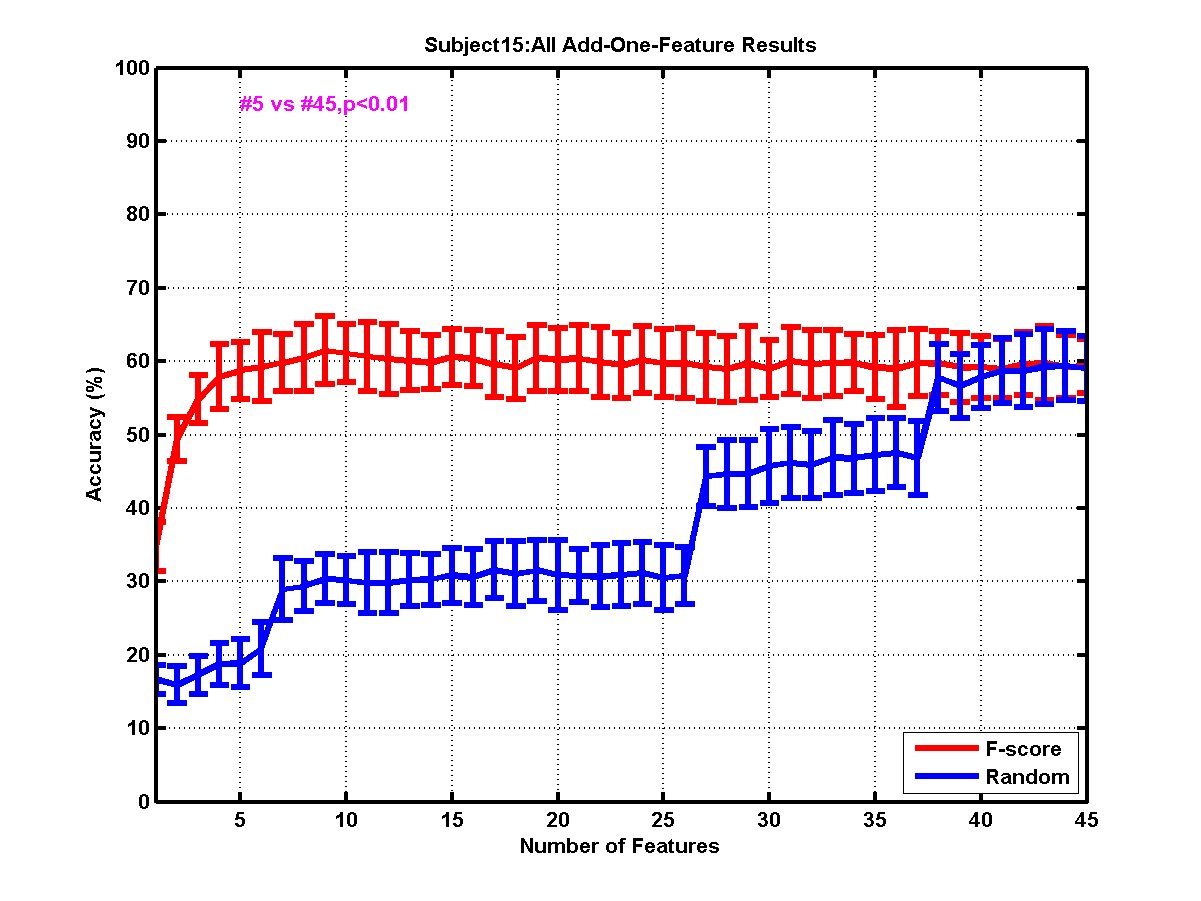 Subject15:All Add-One-Feature Results
100
#5 vs #45,p<0.01
90
80
70
60
50
40
30
20
10
0
Accuracy (%)
F-score
Random
5 10 15 20 25 30 35 40 45
Number of Features